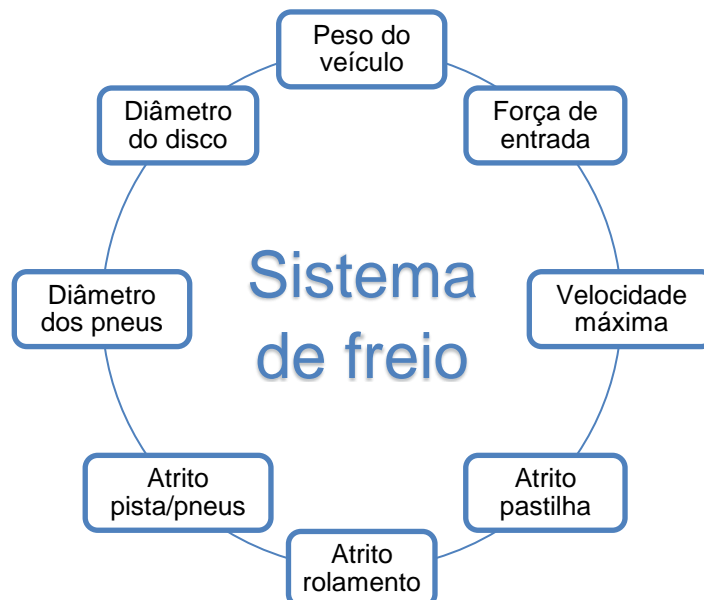 Peso do
veículo
Força de
entrada
Velocidade
máxima
Atrito
pastilha
Atrito
rolamento
Atrito
pista/pneus
Diâmetro
dos pneus
Diâmetro
do disco
Sistema
de freio